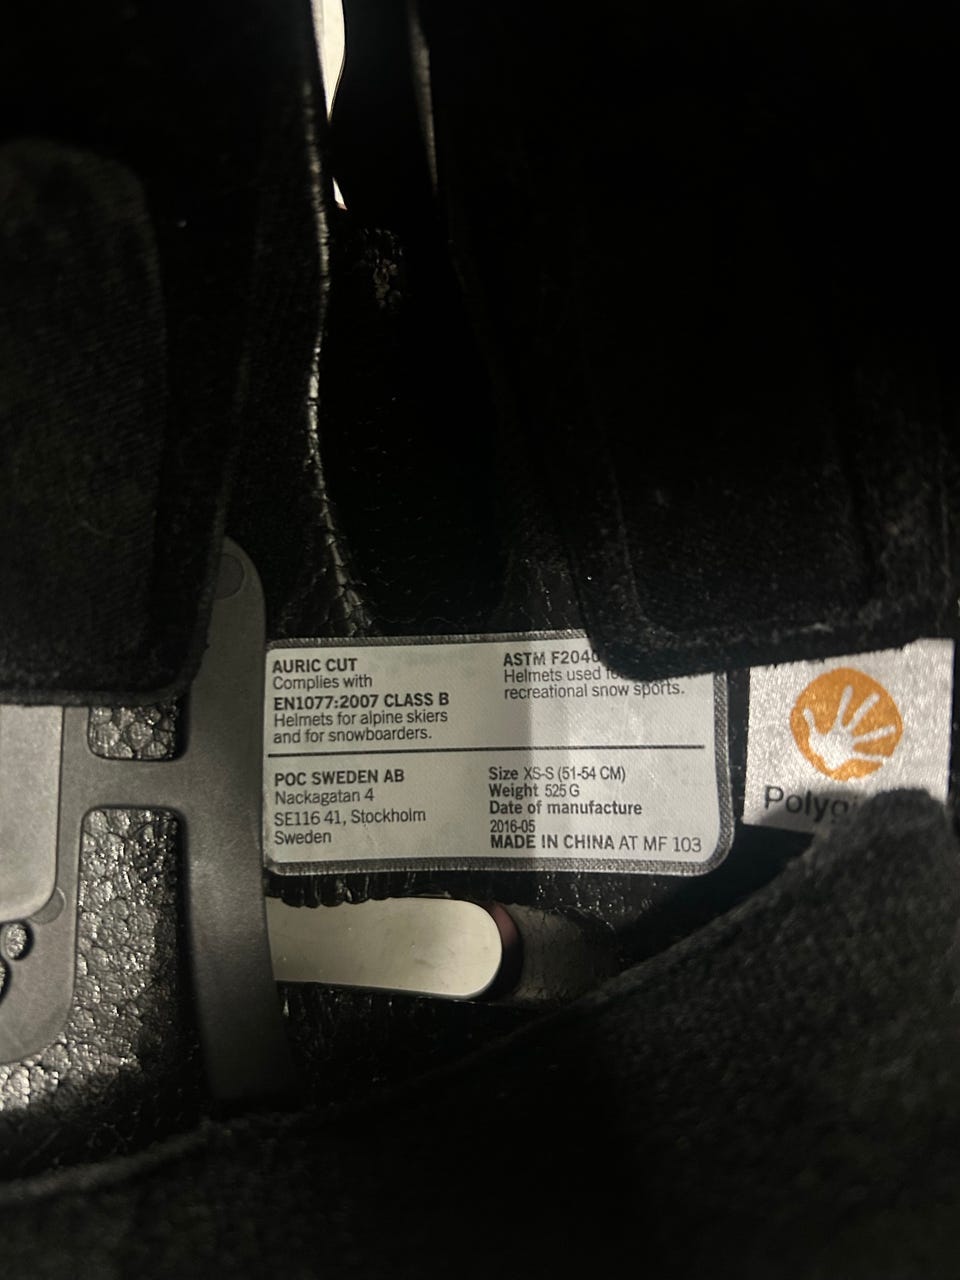 AURIC CUT
Complies with
EN1077:2007 CLASS B
Helmets for alpine skiers
and for snowboarders.
ASTM F2040
Helmets used
recreational snow sports.
POC SWEDEN AB
Nackagatan 4
SE116 41, Stockholm
Sweden
Size XS-S (51-54 CM)
Weight 525 G
Date of manufacture
2016-05
MADE IN CHINA AT MF 103